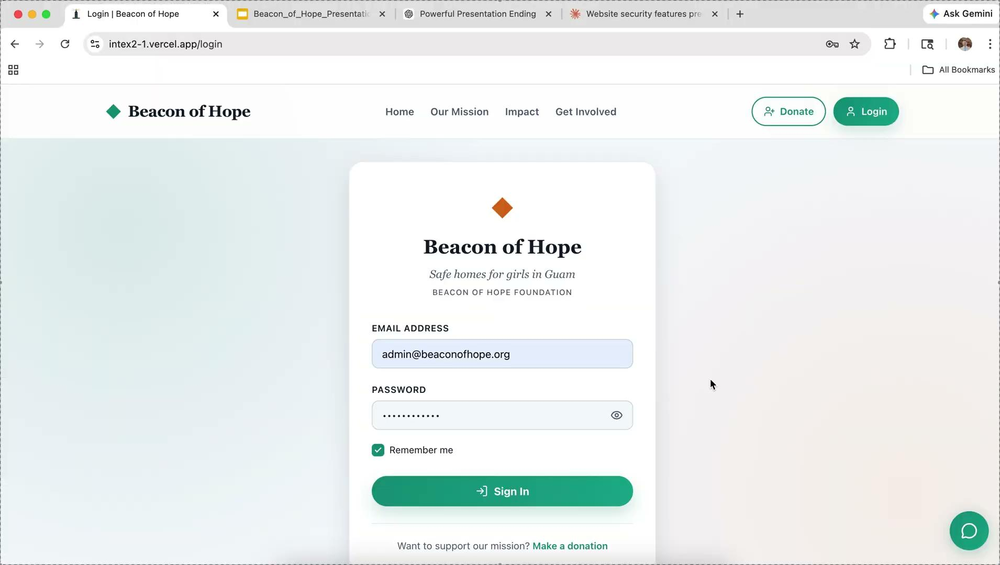 Login | Beacon of Hope
Beacon_of_Hope_Presentatio
Powerful Presentation Ending
Website security features pre
Ask Gemini
intex2-1.vercel.app/login
All Bookmarks
Beacon of Hope
Home
Our Mission
Impact
Get Involved
Donate
Login
Beacon of Hope
Safe homes for girls in Guam
BEACON OF HOPE FOUNDATION
EMAIL ADDRESS
admin@beaconofhope.org
PASSWORD
••••••••••••
Remember me
Sign In
Want to support our mission? Make a donation